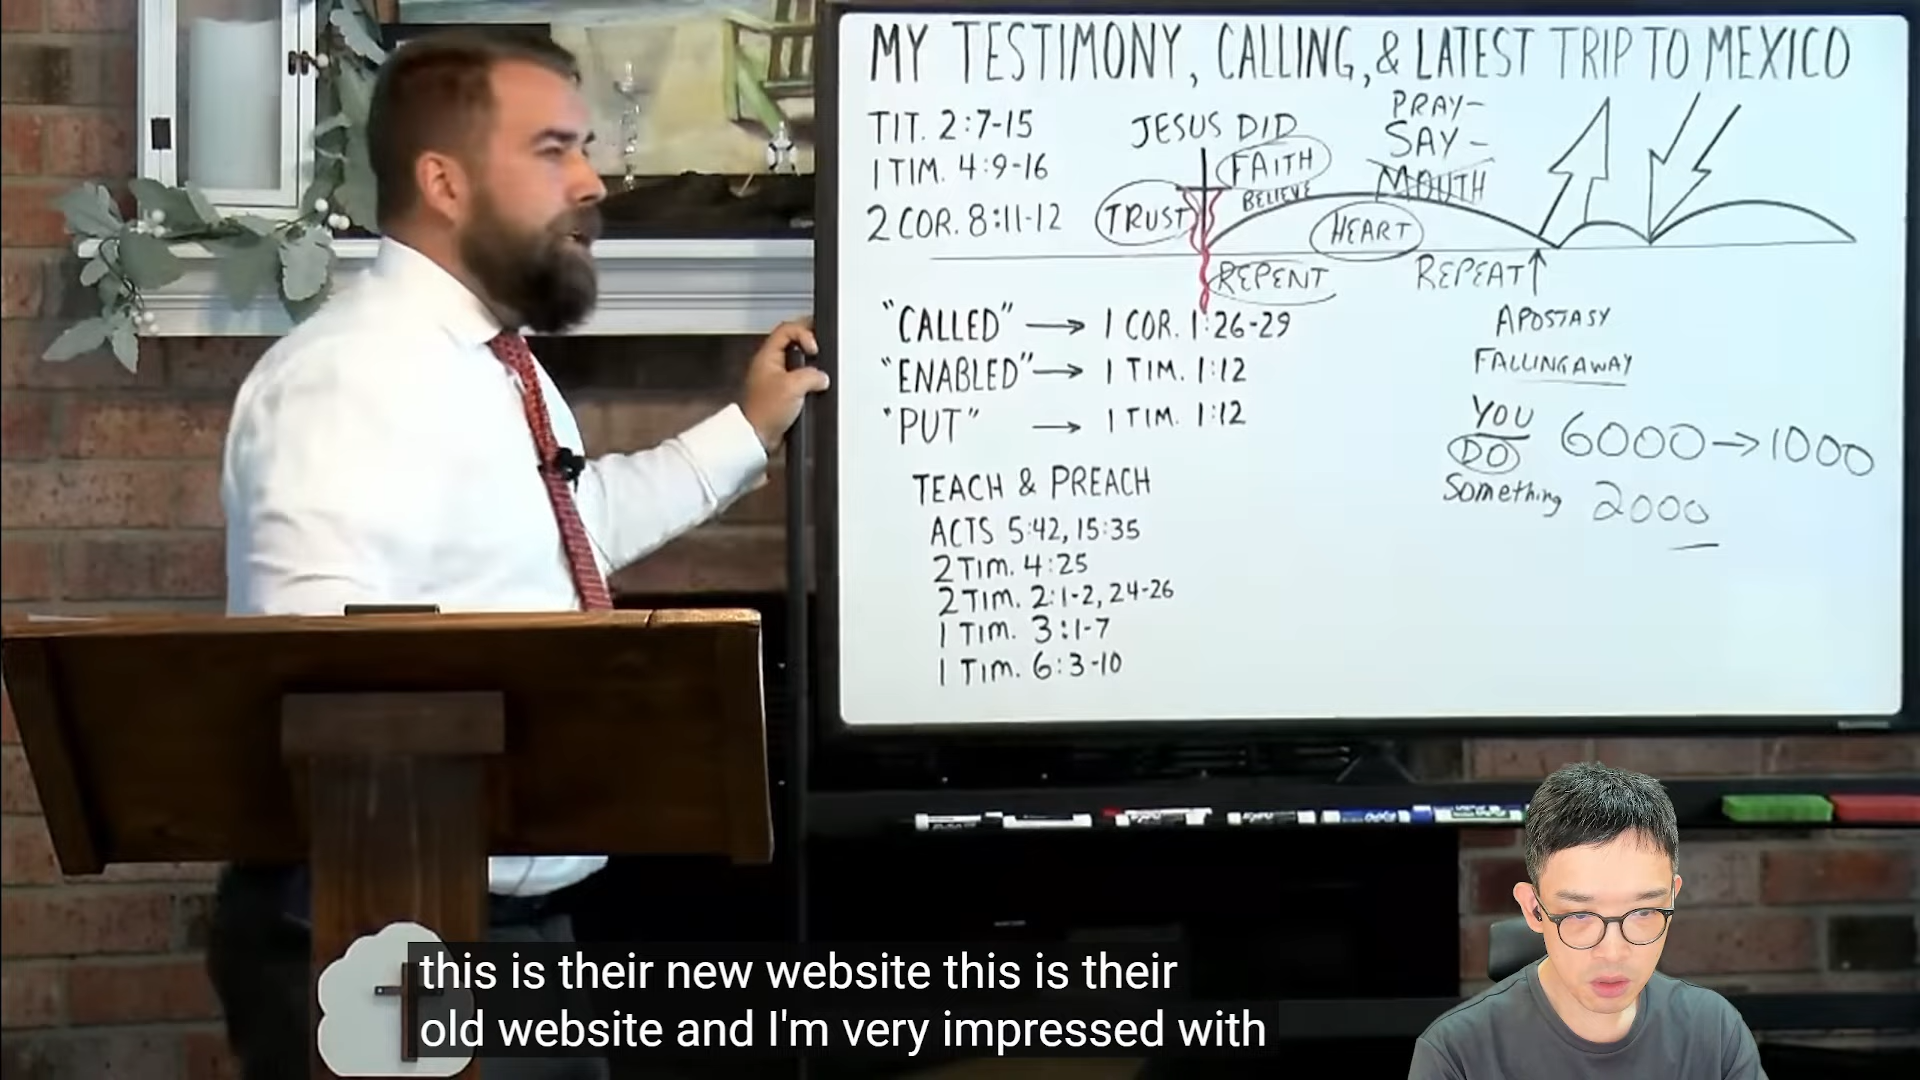 MY TESTIMONY, CALLING, & LATEST TRIP TO MEXICO
TIT. 2:7-15
1 TIM. 4:9-16
2 COR. 8:11-12
JESUS DID
FAITH
BELIEVE
TRUST
HEART
REPENT
PRAY-
SAY-
MOUTH
REPEAT
"CALLED" → 1 COR. 1:26-29
"ENABLED" → 1 TIM. 1:12
"PUT" → 1 TIM. 1:12
APOSTASY
FALLING AWAY
YOU
DO
Something
6000 → 1000
2000
TEACH & PREACH
ACTS 5:42, 15:35
2 TIM. 4:25
2 TIM. 2:1-2, 24-26
1 TIM. 3:1-7
1 TIM. 6:3-10
this is their new website this is their
old website and I'm very impressed with